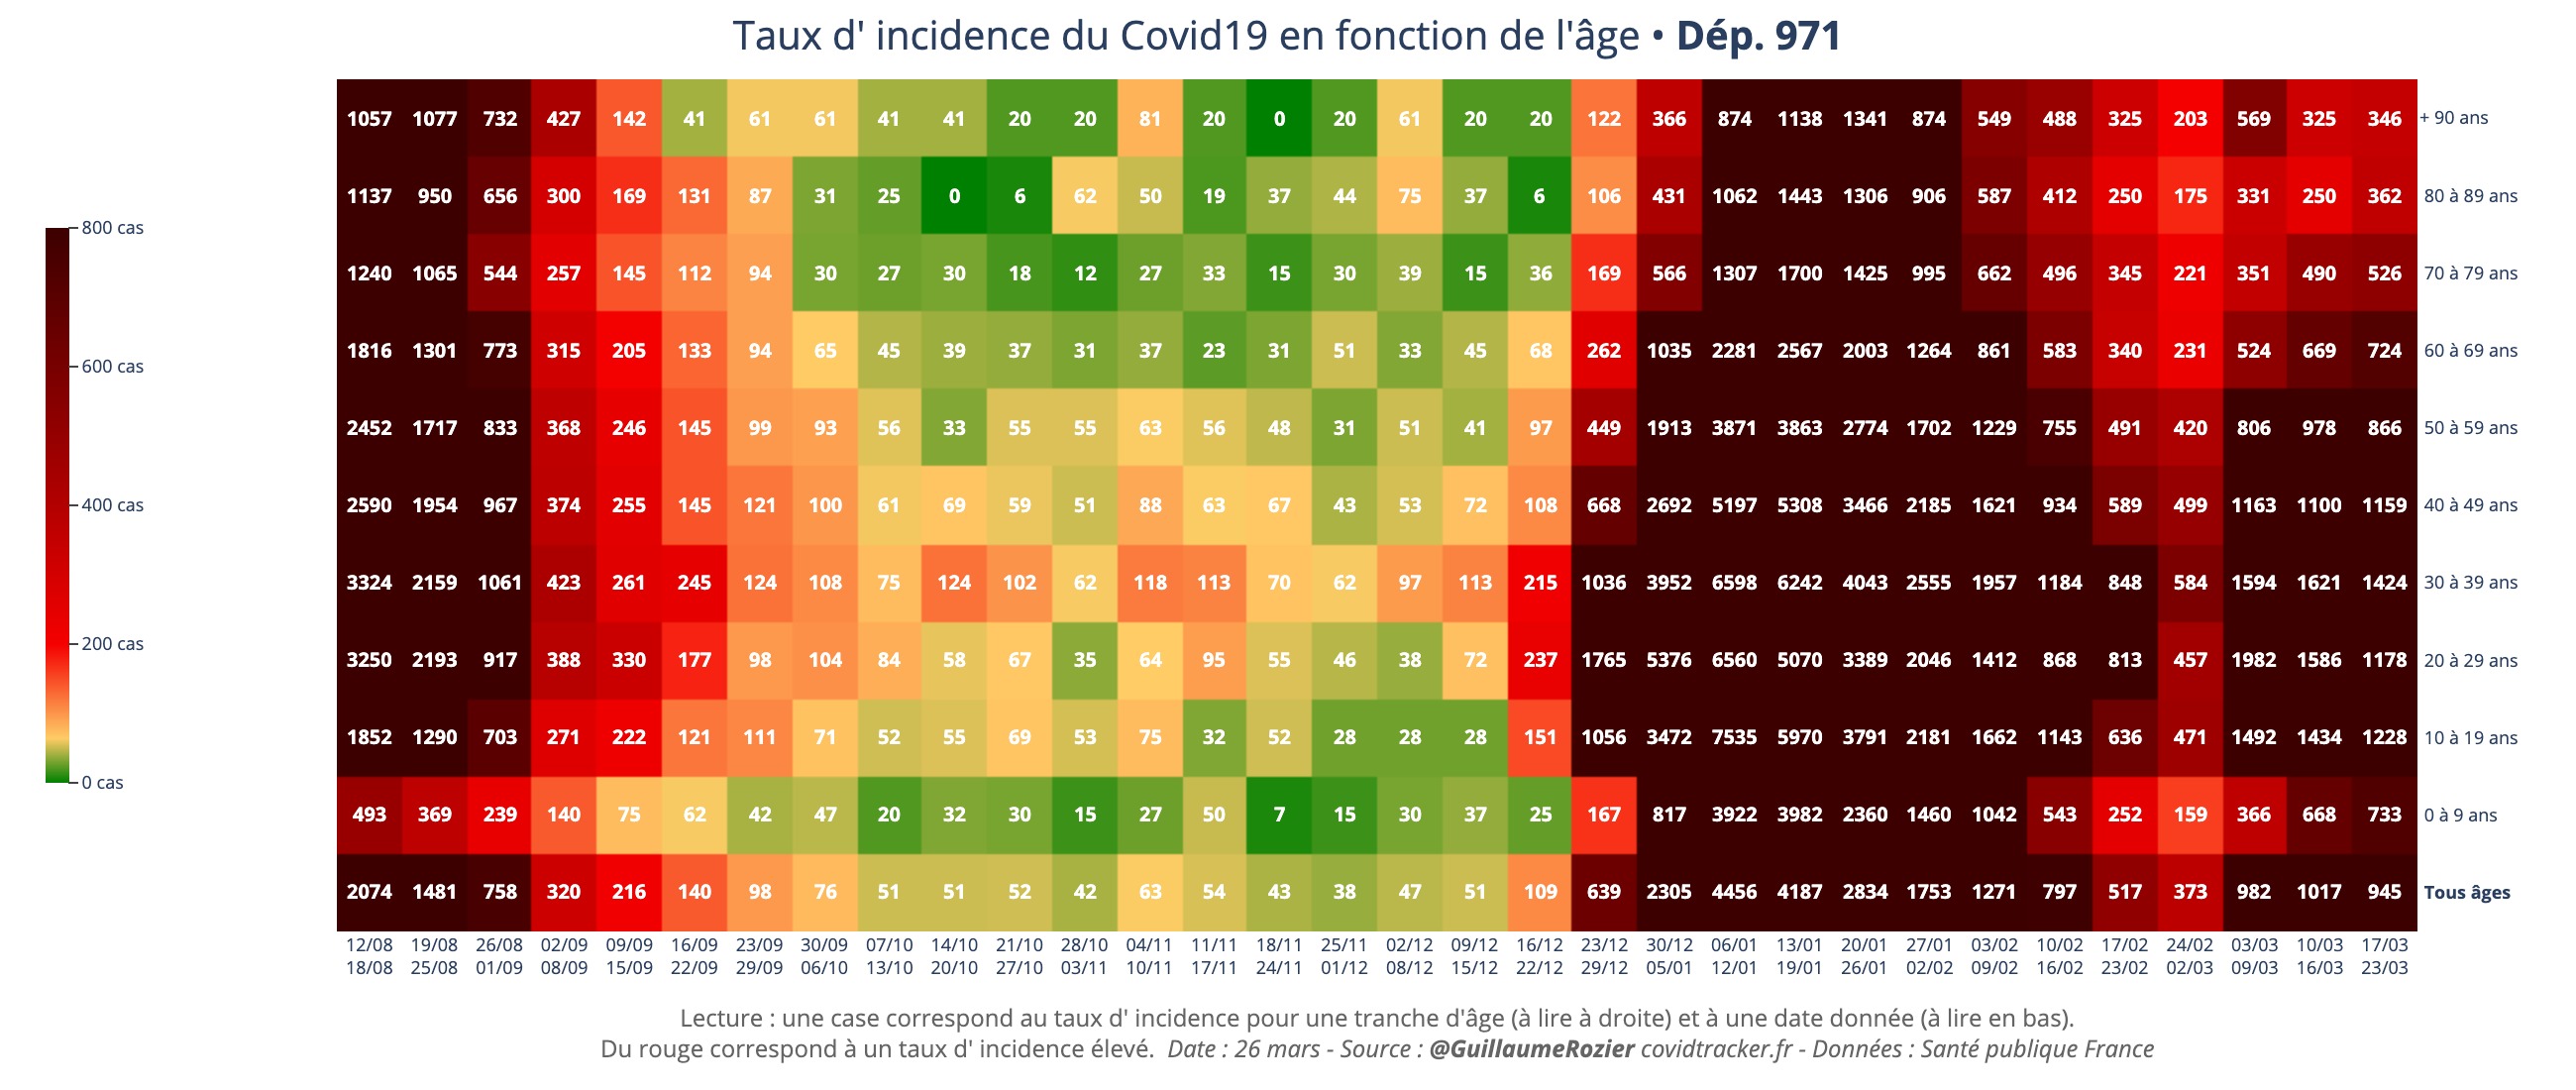 Taux d' incidence du Covid19 en fonction de l'âge • Dép. 971
1057 1077 732 427 142 41 61 61 41 41 20 20 81 20 0 20 61 20 20 122 366 874 1138 1341 874 549 488 325 203 569 325 346 + 90 ans
1137 950 656 300 169 131 87 31 25 0 6 62 50 19 37 44 75 37 6 106 431 1062 1443 1306 906 587 412 250 175 331 250 362 80 à 89 ans
800 cas
1240 1065 544 257 145 112 94 30 27 30 18 12 27 33 15 30 39 15 36 169 566 1307 1700 1425 995 662 496 345 221 351 490 526 70 à 79 ans
1816 1301 773 315 205 133 94 65 45 39 37 31 37 23 31 51 33 45 68 262 1035 2281 2567 2003 1264 861 583 340 231 524 669 724 60 à 69 ans
600 cas
2452 1717 833 368 246 145 99 93 56 33 55 55 63 56 48 31 51 41 97 449 1913 3871 3863 2774 1702 1229 755 491 420 806 978 866 50 à 59 ans
400 cas
2590 1954 967 374 255 145 121 100 61 69 59 51 88 63 67 43 53 72 108 668 2692 5197 5308 3466 2185 1621 934 589 499 1163 1100 1159 40 à 49 ans
3324 2159 1061 423 261 245 124 108 75 124 102 62 118 113 70 62 97 113 215 1036 3952 6598 6242 4043 2555 1957 1184 848 584 1594 1621 1424 30 à 39 ans
200 cas
3250 2193 917 388 330 177 98 104 84 58 67 35 64 95 55 46 38 72 237 1765 5376 6560 5070 3389 2046 1412 868 813 457 1982 1586 1178 20 à 29 ans
1852 1290 703 271 222 121 111 71 52 55 69 53 75 32 52 28 28 28 151 1056 3472 7535 5970 3791 2181 1662 1143 636 471 1492 1434 1228 10 à 19 ans
0 cas
493 369 239 140 75 62 42 47 20 32 30 15 27 50 7 15 30 37 25 167 817 3922 3982 2360 1460 1042 543 252 159 366 668 733 0 à 9 ans
2074 1481 758 320 216 140 98 76 51 51 52 42 63 54 43 38 47 51 109 639 2305 4456 4187 2834 1753 1271 797 517 373 982 1017 945 Tous âges
12/08 19/08 26/08 02/09 09/09 16/09 23/09 30/09 07/10 14/10 21/10 28/10 04/11 11/11 18/11 25/11 02/12 09/12 16/12 23/12 30/12 06/01 13/01 20/01 27/01 03/02 10/02 17/02 24/02 03/03 10/03 17/03
18/08 25/08 01/09 08/09 15/09 22/09 29/09 06/10 13/10 20/10 27/10 03/11 10/11 17/11 24/11 01/12 08/12 15/12 22/12 29/12 05/01 12/01 19/01 26/01 02/02 09/02 16/02 23/02 02/03 09/03 16/03 23/03
Lecture : une case correspond au taux d' incidence pour une tranche d'âge (à lire à droite) et à une date donnée (à lire en bas).
Du rouge correspond à un taux d' incidence élevé. Date : 26 mars - Source : @GuillaumeRozier covidtracker.fr - Données : Santé publique France